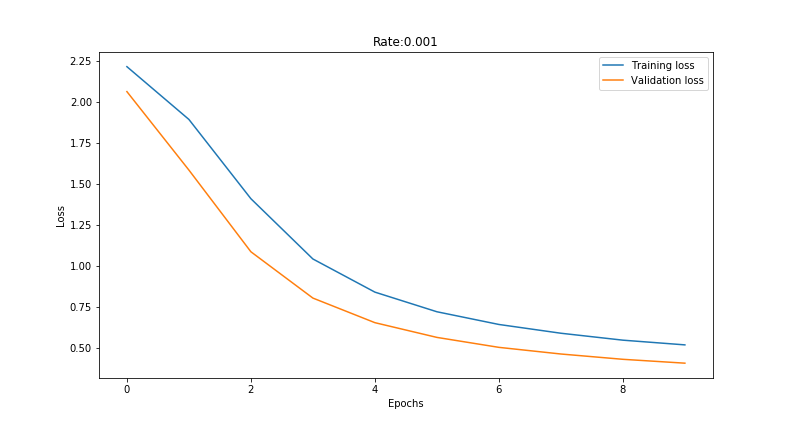 Rate:0.001
Training loss
Validation loss
2.25
2.00
1.75
1.50
1.25
1.00
0.75
0.50
Loss
0 2 4 6 8
Epochs